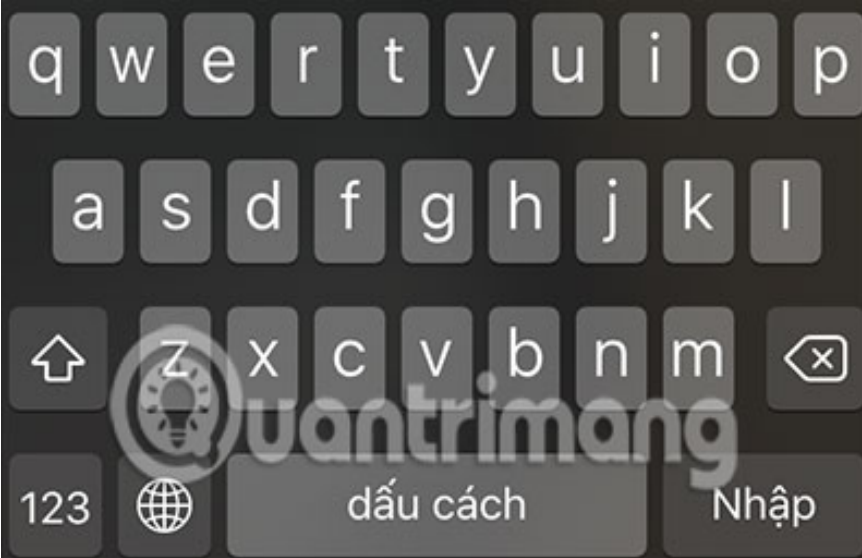 q w e r t y u i o p
a s d f g h j k l
z x c v b n m
Quantrimang
123 dấu cách Nhập